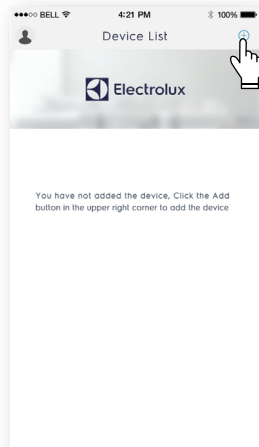 BELL 4:21 PM 100%
Device List
Electrolux
You have not added the device, Click the Add
button in the upper right corner to add the device